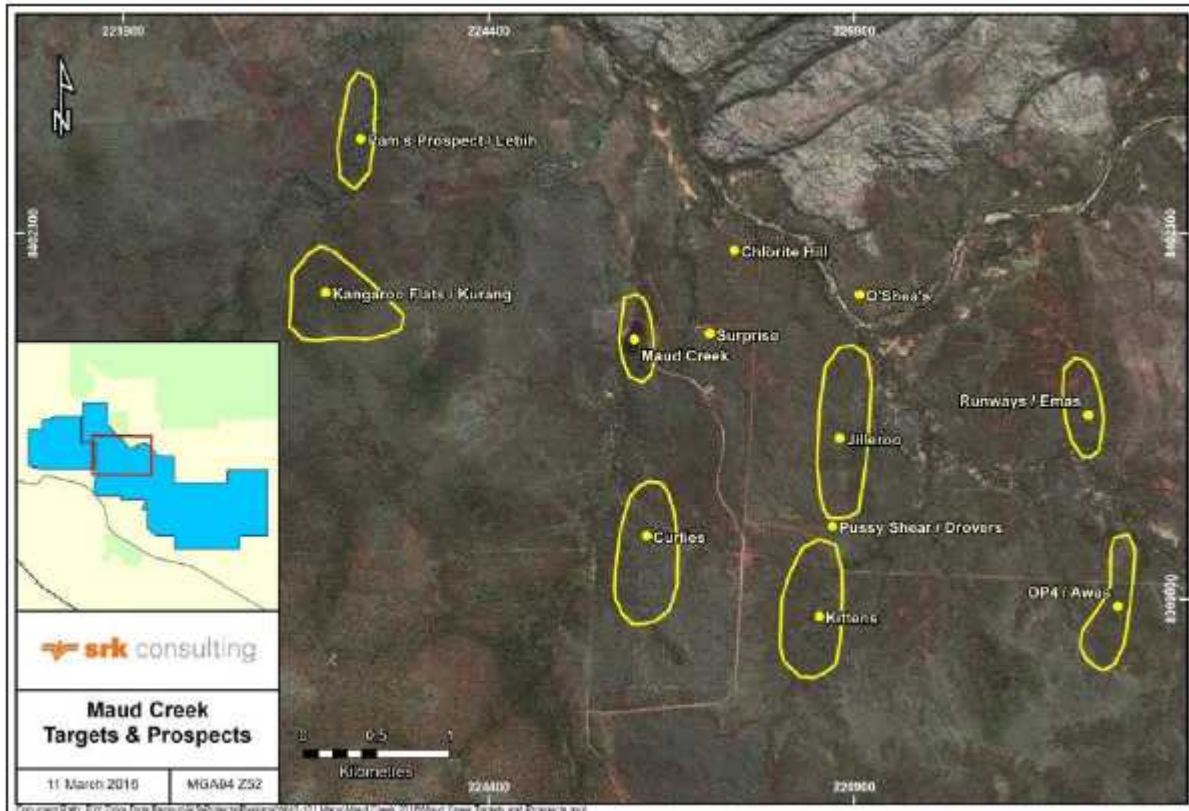 221900
224400
226900
N
Pam's Prospect / Lebih
8402300
8402300
Chlorite Hill
Kangaroo Flats / Kurang
O'Shea's
Surprise
Maud Creek
Runways / Emas
Jilleroo
Pussy Shear / Drovers
Curlies
OP4 / Awas
Kittens
srk consulting
Maud Creek
Targets & Prospects
0 0.5 1
Kilometres
11 March 2016
MGA94 Z52
224400
226900